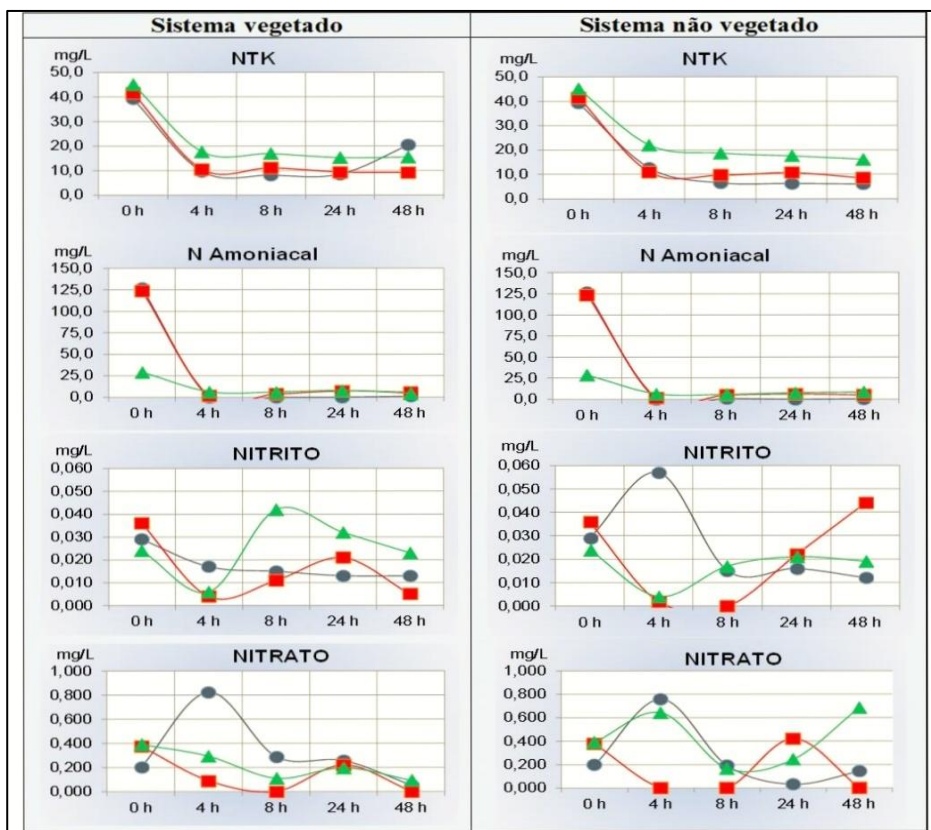 Sistema vegetado
Sistema não vegetado
mg/L
NTK
50,0
40,0
30,0
20,0
10,0
0,0
0 h 4 h 8 h 24 h 48 h
mg/L
NTK
50,0
40,0
30,0
20,0
10,0
0,0
0 h 4 h 8 h 24 h 48 h
mg/L
N Amoniacal
150,0
125,0
100,0
75,0
50,0
25,0
0,0
0 h 4 h 8 h 24 h 48 h
mg/L
N Amoniacal
150,0
125,0
100,0
75,0
50,0
25,0
0,0
0 h 4 h 8 h 24 h 48 h
mg/L
NITRITO
0,060
0,050
0,040
0,030
0,020
0,010
0,000
0 h 4 h 8 h 24 h 48 h
mg/L
NITRITO
0,060
0,050
0,040
0,030
0,020
0,010
0,000
0 h 4 h 8 h 24 h 48 h
mg/L
NITRATO
1,000
0,800
0,600
0,400
0,200
0,000
0 h 4 h 8 h 24 h 48 h
mg/L
NITRATO
1,000
0,800
0,600
0,400
0,200
0,000
0 h 4 h 8 h 24 h 48 h